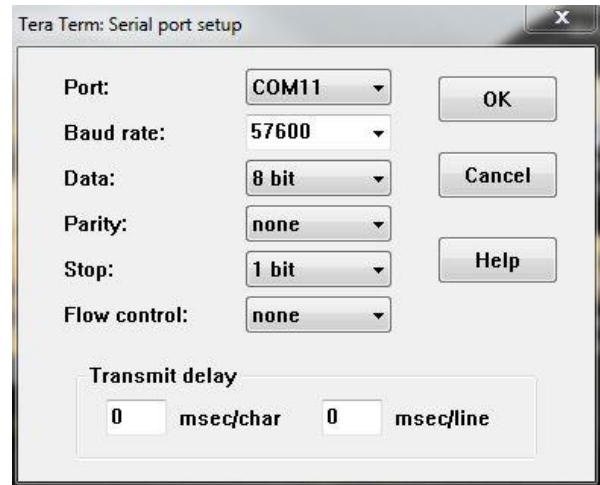 Tera Term: Serial port setup
Port: COM11 OK
Baud rate: 57600
Data: 8 bit Cancel
Parity: none
Stop: 1 bit Help
Flow control: none
Transmit delay
0 msec/char 0 msec/line